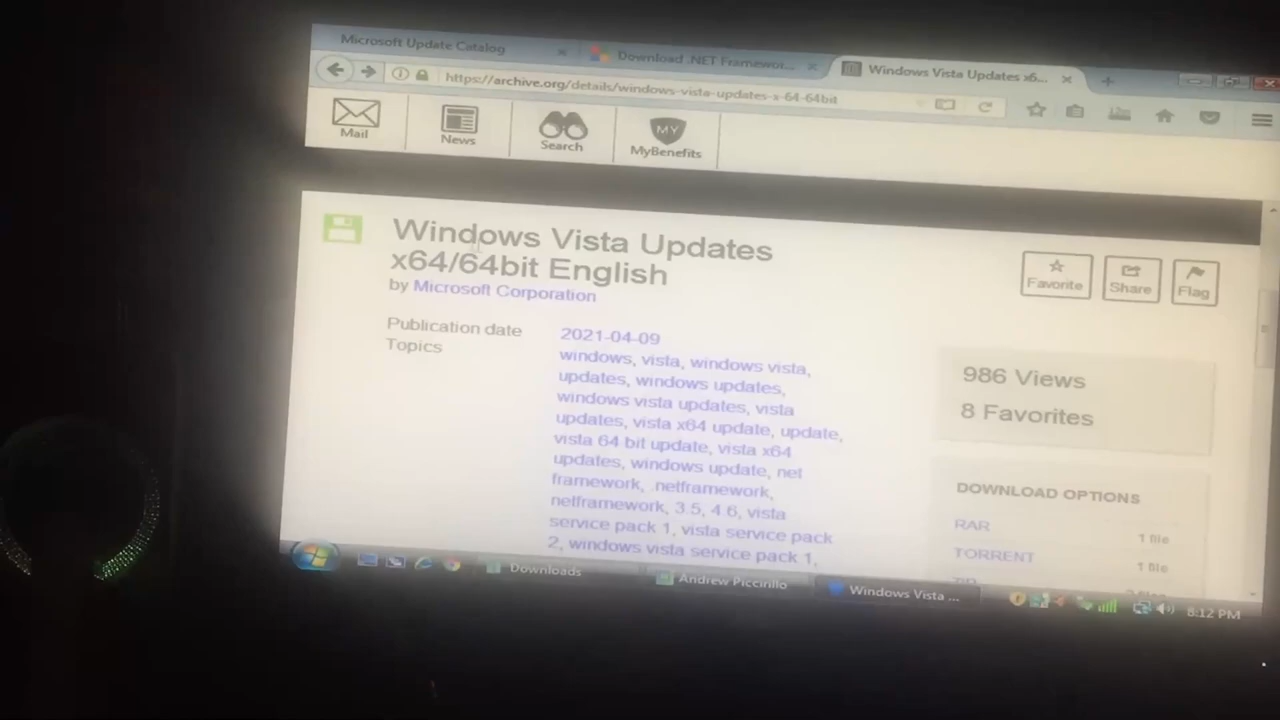 Microsoft Update Catalog
Download .NET Framewor...
Windows Vista Updates x6...
https://archive.org/details/windows-vista-updates-x-64-64bit
Mail
News
Search
MY
MyBenefits
Windows Vista Updates
x64/64bit English
by Microsoft Corporation
Favorite
Share
Flag
Publication date
2021-04-09
Topics
windows, vista, windows vista,
updates, windows updates,
windows vista updates, vista
updates, vista x64 update, update,
vista 64 bit update, vista x64
updates, windows update, net
framework, .netframework,
netframework, 3.5, 4.6, vista
service pack 1, vista service pack
2, windows vista service pack 1,
986 Views
8 Favorites
DOWNLOAD OPTIONS
RAR
1 file
TORRENT
1 file
Downloads
Andrew Piccirillo
Windows Vista ...
8:12 PM